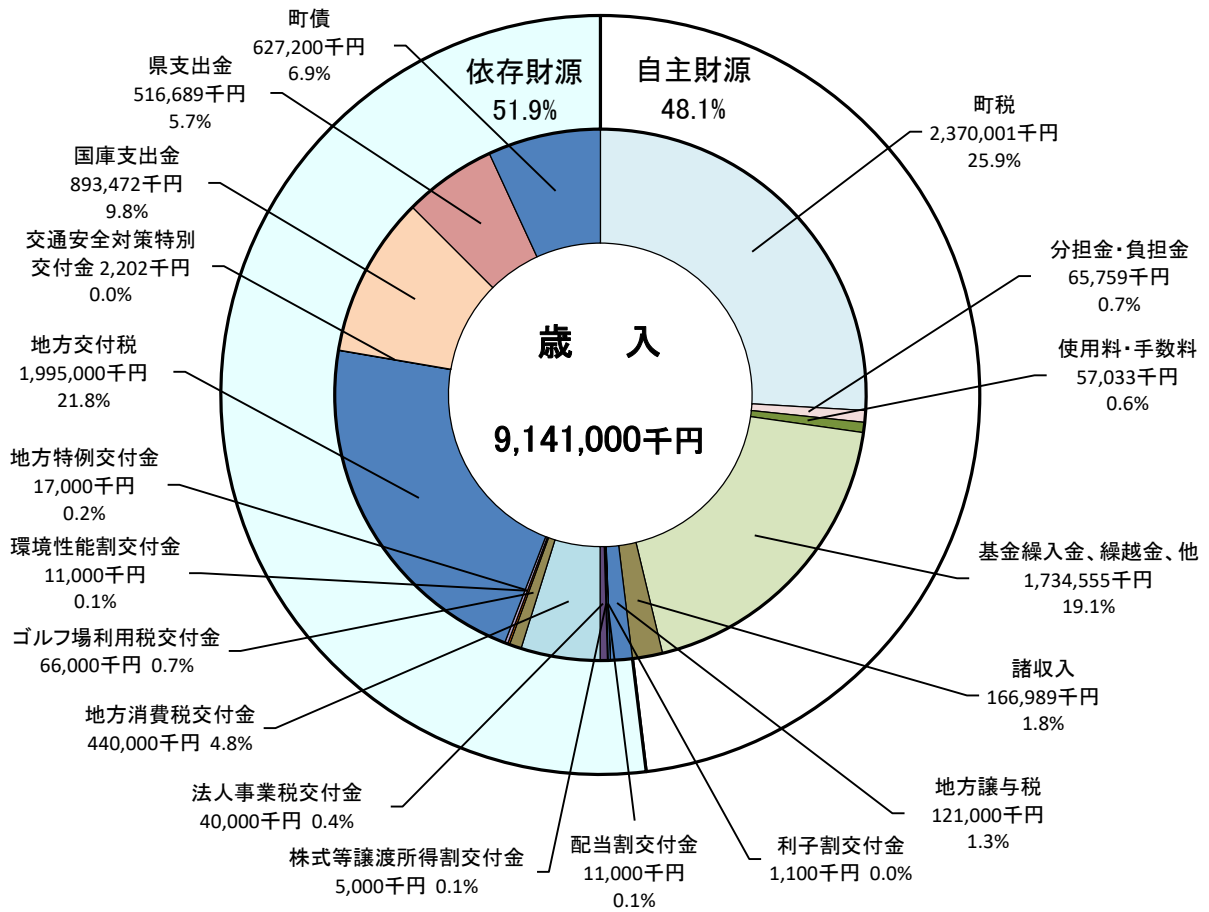 歳 入
9,141,000千円
自主財源
48.1%
依存財源
51.9%
町税
2,370,001千円
25.9%
分担金・負担金
65,759千円
0.7%
使用料・手数料
57,033千円
0.6%
基金繰入金、繰越金、他
1,734,555千円
19.1%
諸収入
166,989千円
1.8%
地方譲与税
121,000千円
1.3%
利子割交付金
1,100千円 0.0%
配当割交付金
11,000千円
0.1%
株式等譲渡所得割交付金
5,000千円 0.1%
法人事業税交付金
40,000千円 0.4%
地方消費税交付金
440,000千円 4.8%
ゴルフ場利用税交付金
66,000千円 0.7%
環境性能割交付金
11,000千円
0.1%
地方特例交付金
17,000千円
0.2%
地方交付税
1,995,000千円
21.8%
交通安全対策特別
交付金 2,202千円
0.0%
国庫支出金
893,472千円
9.8%
県支出金
516,689千円
5.7%
町債
627,200千円
6.9%